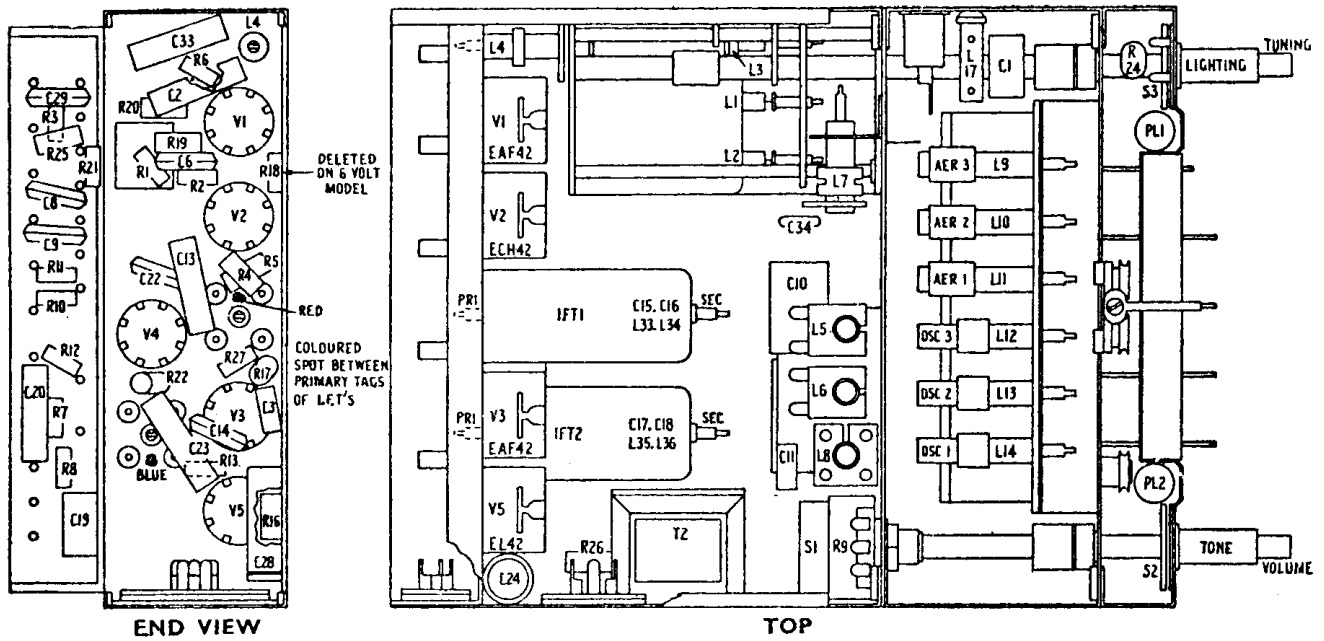 C29
R3
R25
R21
C8
C9
R11
R10
R12
C20
R7
R8
C19
L4
C33
R6
C2
R20
V1
R19
C6
R1
R2
R18
DELETED
ON 6 VOLT
MODEL
V2
C13
C22
R4
R5
RED
V4
R27
R17
COLOURED
SPOT BETWEEN
PRIMARY TAGS
OF I.F.T'S
R22
V3
C3
C14
C23
R13
BLUE
V5
R16
C28
END VIEW
L4
L3
V1
EAF42
L1
L2
L7
V2
ECH42
C34
PRI
IFT1
C15, C16
L33, L34
SEC
C10
L5
L6
V3
EAF42
PRI
IFT2
C17, C18
L35, L36
SEC
C11
L8
V5
EL42
C24
R26
T2
S1
R9
L
17
C1
R
24
LIGHTING
TUNING
S3
PL1
AER 3
L9
AER 2
L10
AER 1
L11
OSC 3
L12
OSC 2
L13
OSC 1
L14
PL2
S2
TONE
VOLUME
TOP